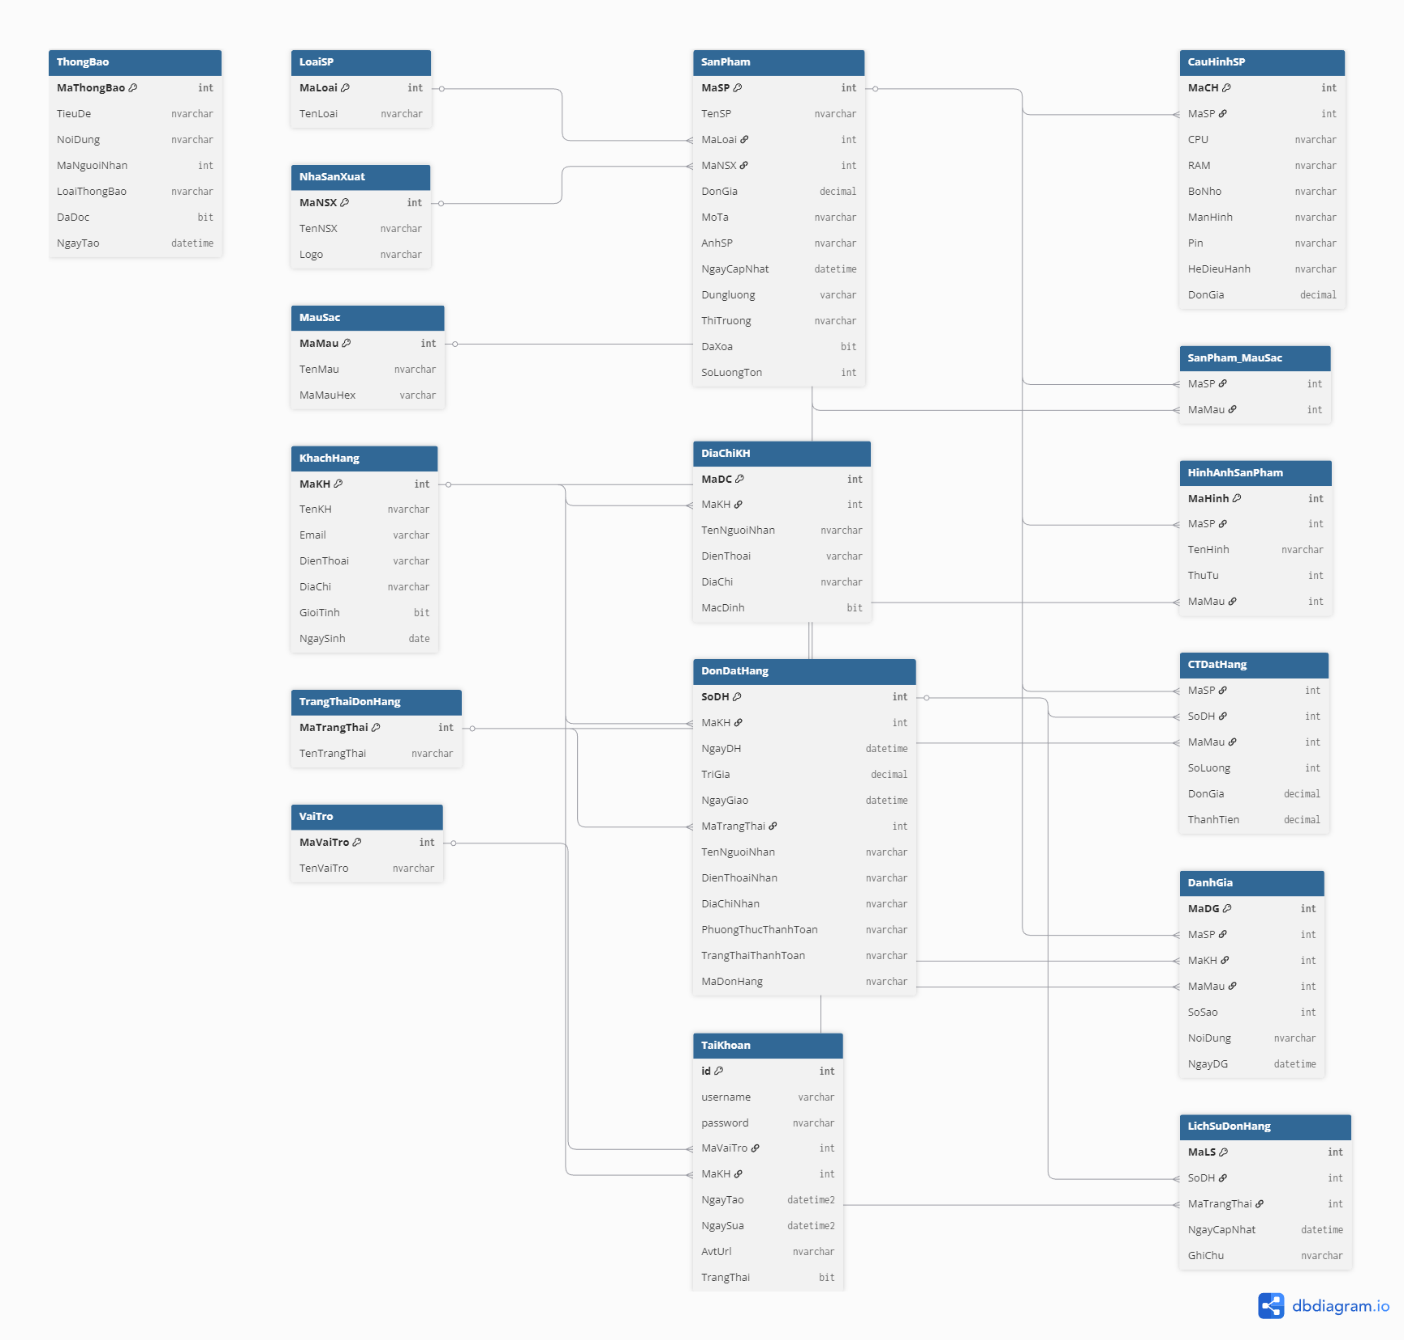 ThongBao
MaThongBao int
TieuDe nvarchar
NoiDung nvarchar
MaNguoiNhan int
LoaiThongBao nvarchar
DaDoc bit
NgayTao datetime
LoaiSP
MaLoai int
TenLoai nvarchar
NhaSanXuat
MaNSX int
TenNSX nvarchar
Logo nvarchar
MauSac
MaMau int
TenMau nvarchar
MaMauHex varchar
KhachHang
MaKH int
TenKH nvarchar
Email varchar
DienThoai varchar
DiaChi nvarchar
GioiTinh bit
NgaySinh date
TrangThaiDonHang
MaTrangThai int
TenTrangThai nvarchar
VaiTro
MaVaiTro int
TenVaiTro nvarchar
SanPham
MaSP int
TenSP nvarchar
MaLoai int
MaNSX int
DonGia decimal
MoTa nvarchar
AnhSP nvarchar
NgayCapNhat datetime
Dungluong varchar
ThiTruong nvarchar
DaXoa bit
SoLuongTon int
DiaChiKH
MaDC int
MaKH int
TenNguoiNhan nvarchar
DienThoai varchar
DiaChi nvarchar
MacDinh bit
DonDatHang
SoDH int
MaKH int
NgayDH datetime
TriGia decimal
NgayGiao datetime
MaTrangThai int
TenNguoiNhan nvarchar
DienThoaiNhan nvarchar
DiaChiNhan nvarchar
PhuongThucThanhToan nvarchar
TrangThaiThanhToan nvarchar
MaDonHang nvarchar
TaiKhoan
id int
username varchar
password nvarchar
MaVaiTro int
MaKH int
NgayTao datetime2
NgaySua datetime2
AvtUrl nvarchar
TrangThai bit
CauHinhSP
MaCH int
MaSP int
CPU nvarchar
RAM nvarchar
BoNho nvarchar
ManHinh nvarchar
Pin nvarchar
HeDieuHanh nvarchar
DonGia decimal
SanPham_MauSac
MaSP int
MaMau int
HinhAnhSanPham
MaHinh int
MaSP int
TenHinh nvarchar
ThuTu int
MaMau int
CTDatHang
MaSP int
SoDH int
MaMau int
SoLuong int
DonGia decimal
ThanhTien decimal
DanhGia
MaDG int
MaSP int
MaKH int
MaMau int
SoSao int
NoiDung nvarchar
NgayDG datetime
LichSuDonHang
MaLS int
SoDH int
MaTrangThai int
NgayCapNhat datetime
GhiChu nvarchar
dbdiagram.io